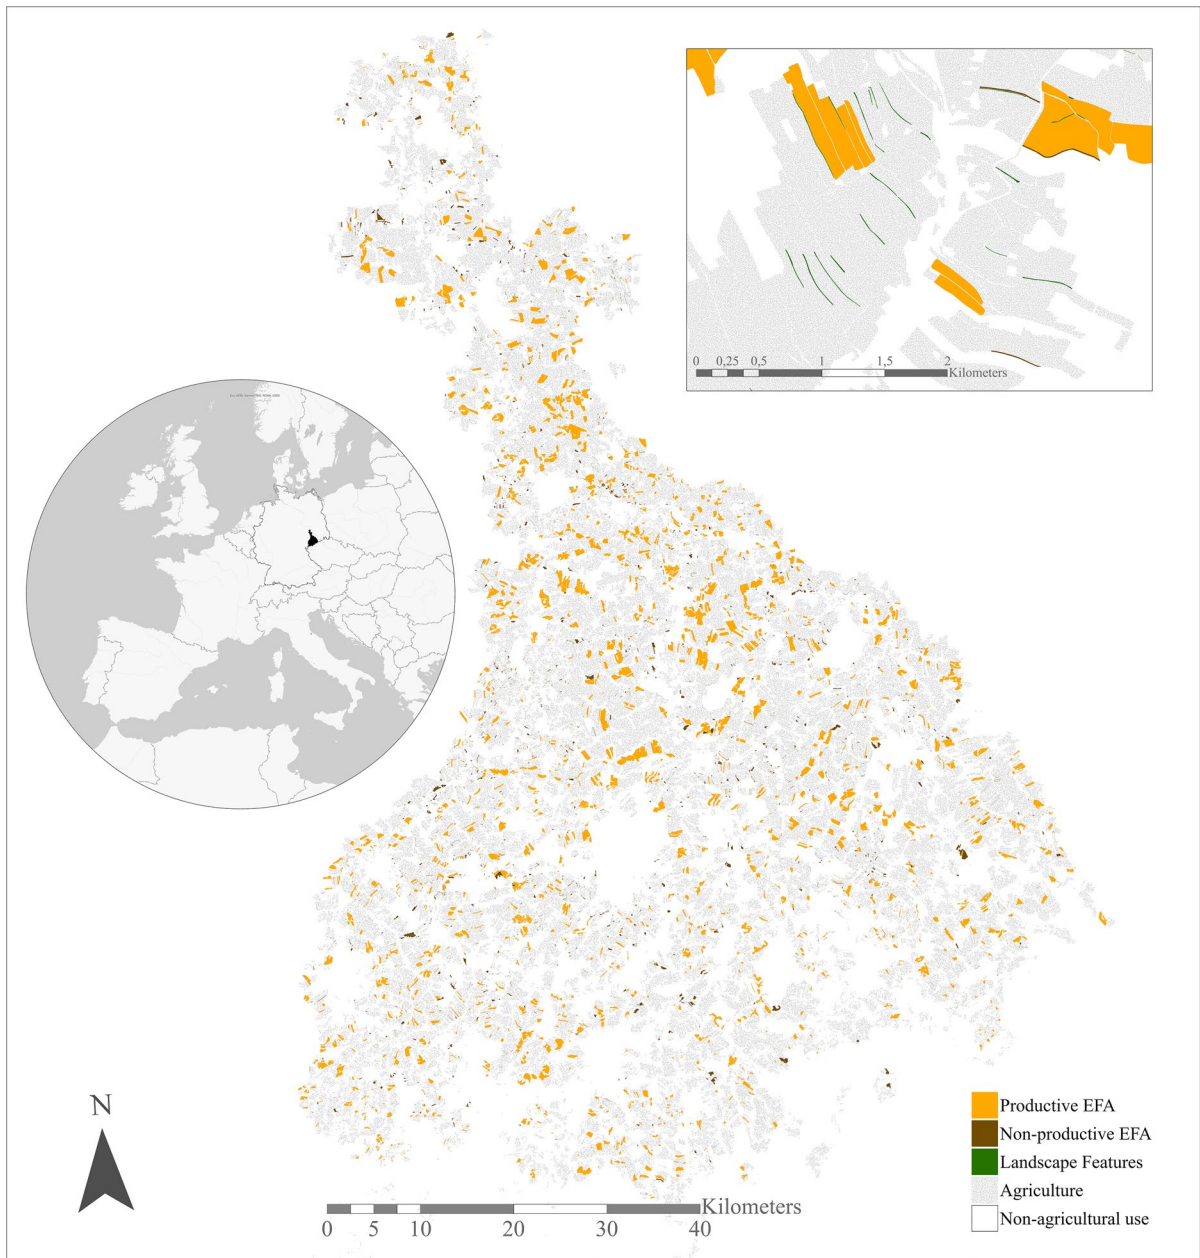 0 0,25 0,5 1 1,5 2
Kilometers
N
Productive EFA
Non-productive EFA
Landscape Features
Agriculture
Non-agricultural use
Kilometers
0 5 10 20 30 40